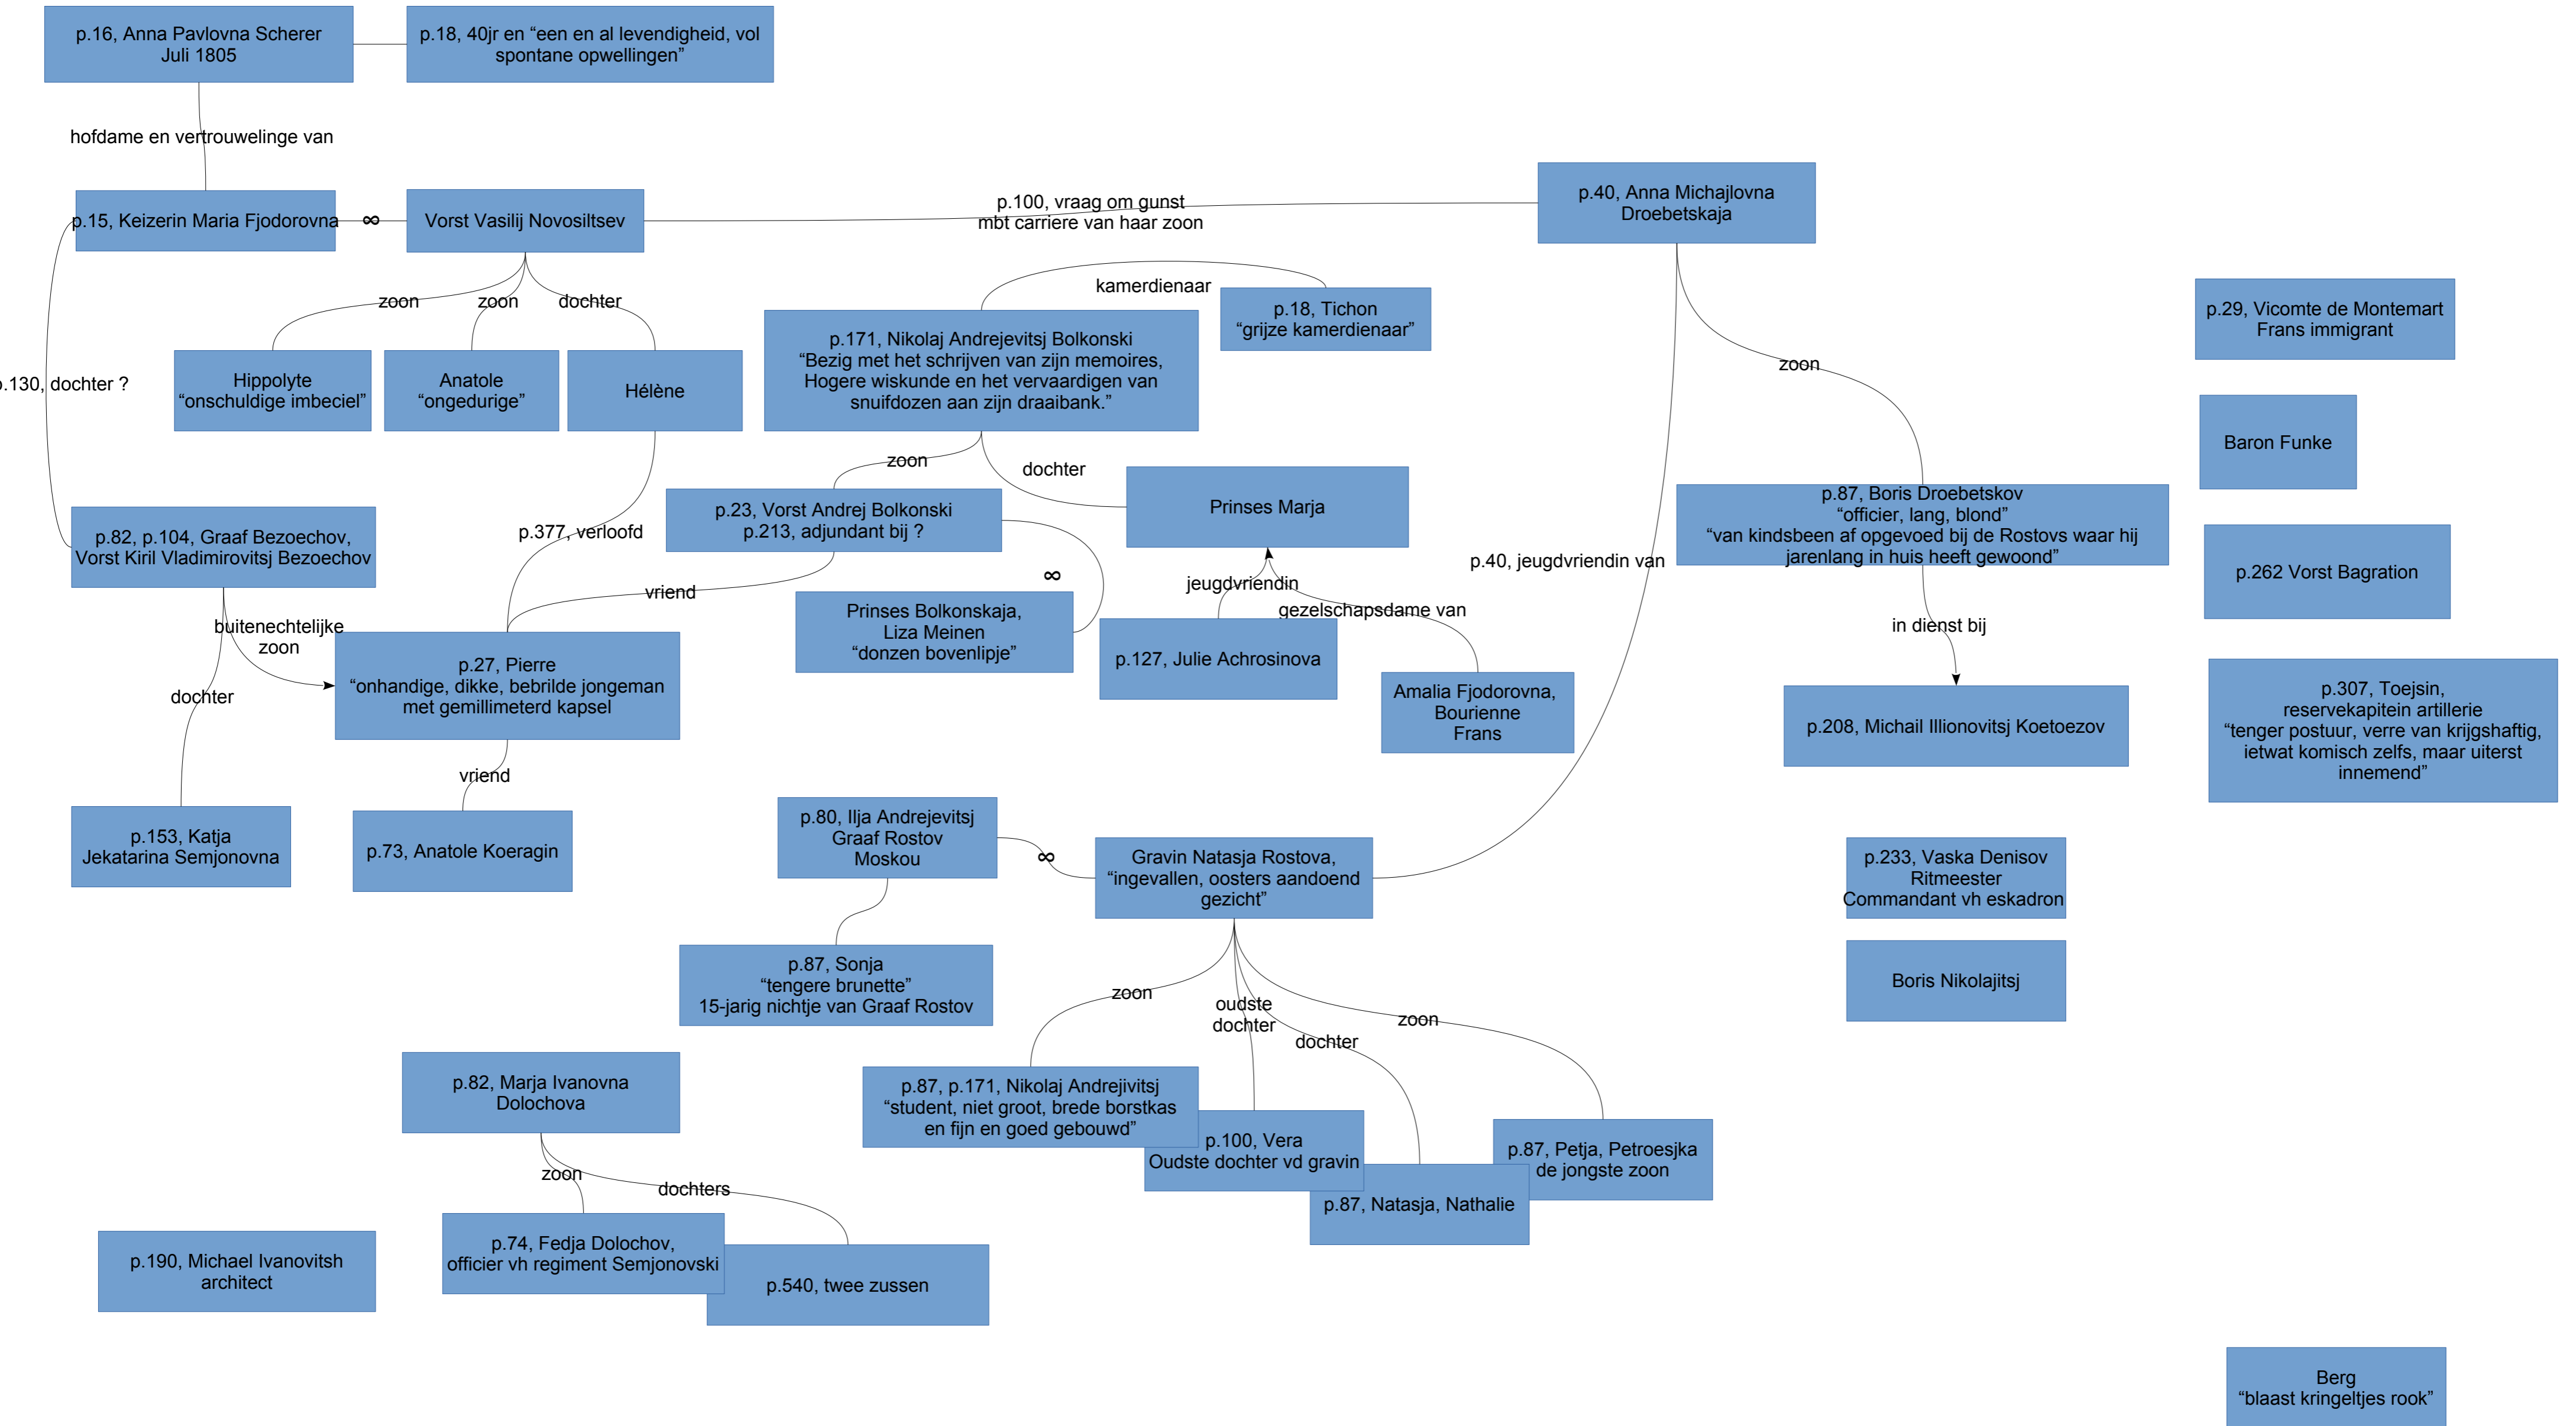 p.16, Anna Pavlovna Scherer
Juli 1805
p.18, 40jr en “een en al levendigheid, vol
spontane opwellingen”
hofdame en vertrouwelinge van
p.15, Keizerin Maria Fjodorovna
∞
Vorst Vasilij Novosiltsev
p.100, vraag om gunst
mbt carriere van haar zoon
p.40, Anna Michajlovna
Droebetskaja
zoon
zoon
dochter
kamerdienaar
p.18, Tichon
“grijze kamerdienaar”
p.29, Vicomte de Montemart
Frans immigrant
p.130, dochter ?
Hippolyte
“onschuldige imbeciel”
Anatole
“ongedurige”
Hélène
p.171, Nikolaj Andrejevitsj Bolkonski
“Bezig met het schrijven van zijn memoires,
Hogere wiskunde en het vervaardigen van
snuifdozen aan zijn draaibank.”
zoon
Baron Funke
zoon
dochter
p.82, p.104, Graaf Bezoechov,
Vorst Kiril Vladimirovitsj Bezoechov
p.377, verloofd
p.23, Vorst Andrej Bolkonski
p.213, adjundant bij ?
Prinses Marja
p.40, jeugdvriendin van
p.87, Boris Droebetskov
“officier, lang, blond”
“van kindsbeen af opgevoed bij de Rostovs waar hij
jarenlang in huis heeft gewoond”
p.262 Vorst Bagration
vriend
∞
jeugdvriendin
gezelschapsdame van
buitenechtelijke
zoon
dochter
p.27, Pierre
“onhandige, dikke, bebrilde jongeman
met gemillimeterd kapsel
Prinses Bolkonskaja,
Liza Meinen
“donzen bovenlipje”
p.127, Julie Achrosinova
Amalia Fjodorovna,
Bourienne
Frans
in dienst bij
p.208, Michail Illionovitsj Koetoezov
p.307, Toejsin,
reservekapitein artillerie
“tenger postuur, verre van krijgshaftig,
ietwat komisch zelfs, maar uiterst
innemend”
vriend
p.153, Katja
Jekatarina Semjonovna
p.73, Anatole Koeragin
p.80, Ilja Andrejevitsj
Graaf Rostov
Moskou
∞
Gravin Natasja Rostova,
“ingevallen, oosters aandoend
gezicht”
p.233, Vaska Denisov
Ritmeester
Commandant vh eskadron
p.87, Sonja
“tengere brunette”
15-jarig nichtje van Graaf Rostov
zoon
oudste
dochter
dochter
zoon
Boris Nikolajitsj
p.82, Marja Ivanovna
Dolochova
p.87, p.171, Nikolaj Andrejivitsj
“student, niet groot, brede borstkas
en fijn en goed gebouwd”
p.100, Vera
Oudste dochter vd gravin
p.87, Natasja, Nathalie
p.87, Petja, Petroesjka
de jongste zoon
zoon
dochters
p.190, Michael Ivanovitsh
architect
p.74, Fedja Dolochov,
officier vh regiment Semjonovski
p.540, twee zussen
Berg
“blaast kringeltjes rook”